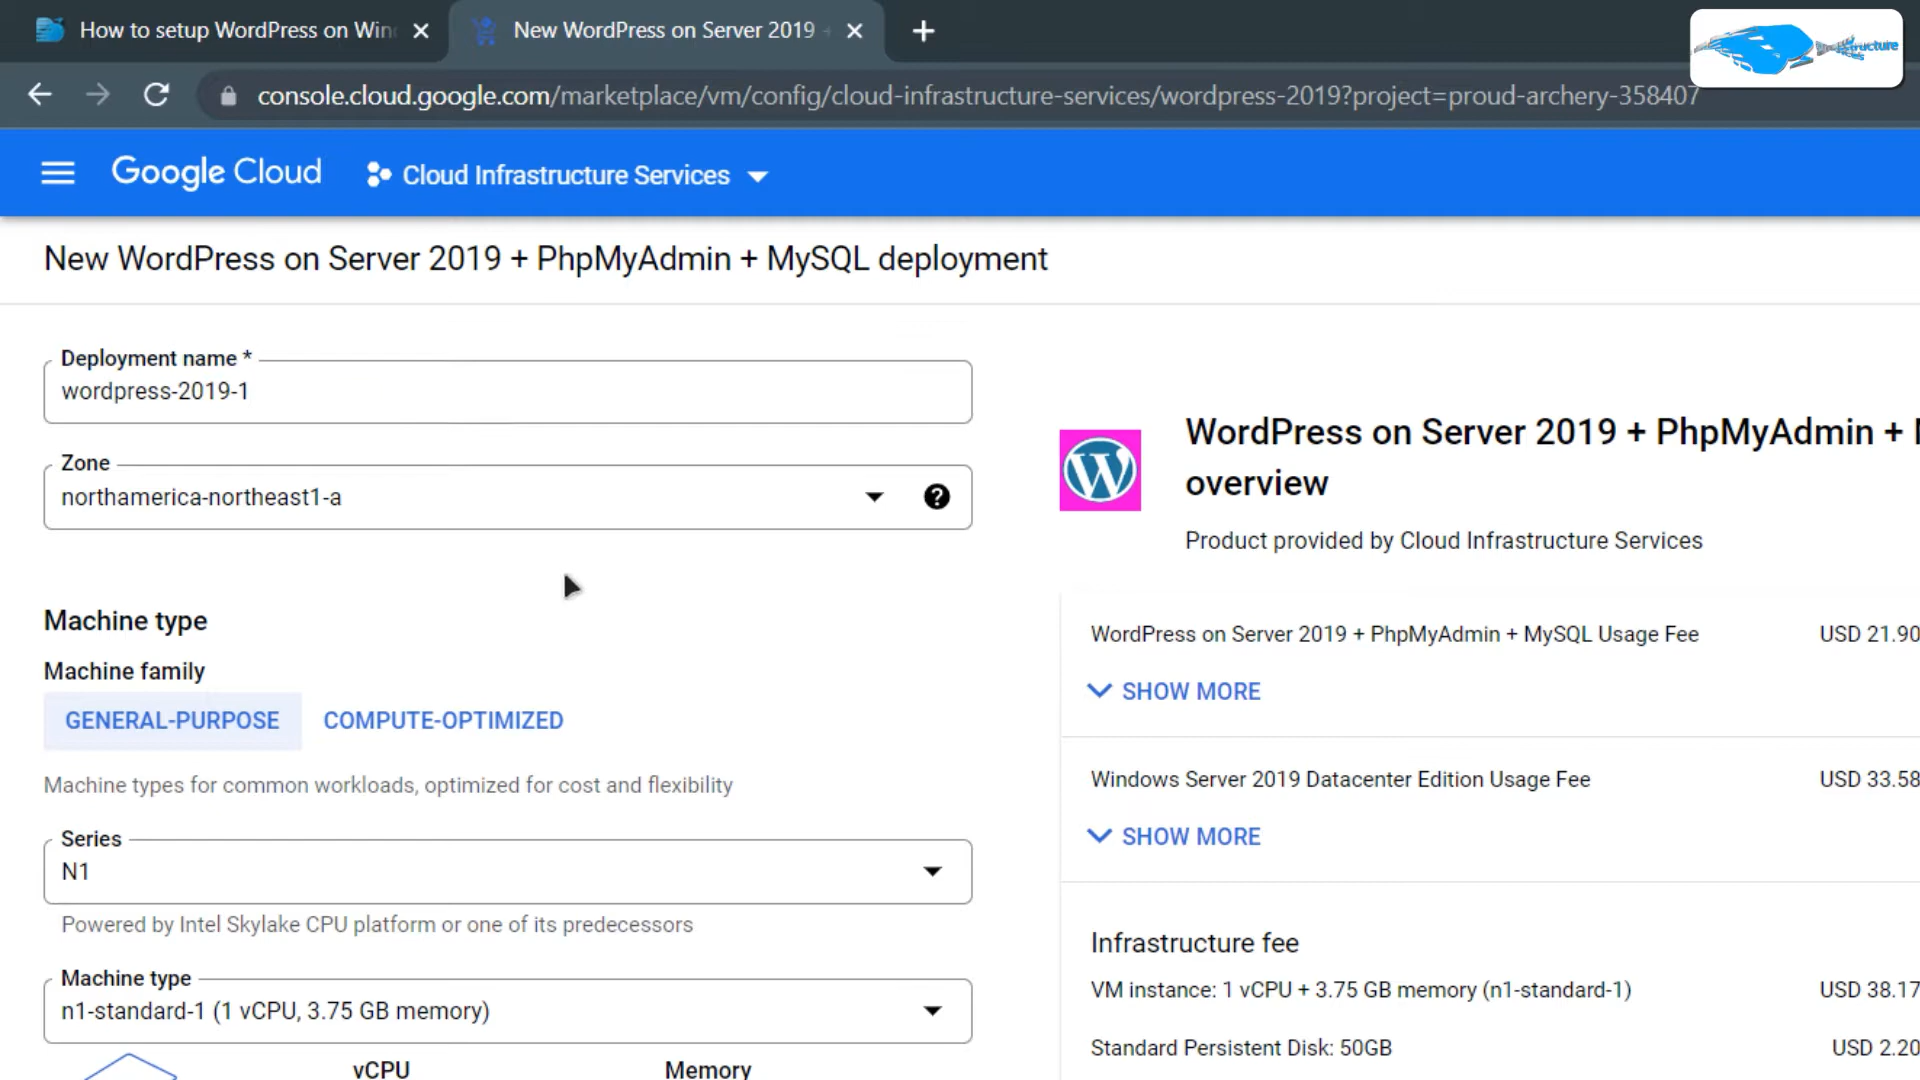 How to setup WordPress on Win
New WordPress on Server 2019
console.cloud.google.com/marketplace/vm/config/cloud-infrastructure-services/wordpress-2019?project=proud-archery-358407
Google Cloud
Cloud Infrastructure Services
New WordPress on Server 2019 + PhpMyAdmin + MySQL deployment
Deployment name *
wordpress-2019-1
Zone
northamerica-northeast1-a
Machine type
Machine family
GENERAL-PURPOSE COMPUTE-OPTIMIZED
Machine types for common workloads, optimized for cost and flexibility
Series
N1
Powered by Intel Skylake CPU platform or one of its predecessors
Machine type
n1-standard-1 (1 vCPU, 3.75 GB memory)
vCPU Memory
WordPress on Server 2019 + PhpMyAdmin +
overview
Product provided by Cloud Infrastructure Services
WordPress on Server 2019 + PhpMyAdmin + MySQL Usage Fee USD 21.90
SHOW MORE
Windows Server 2019 Datacenter Edition Usage Fee USD 33.58
SHOW MORE
Infrastructure fee
VM instance: 1 vCPU + 3.75 GB memory (n1-standard-1) USD 38.17
Standard Persistent Disk: 50GB USD 2.20